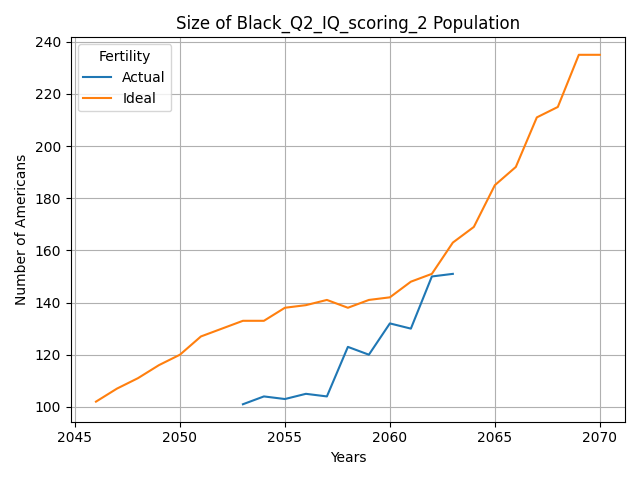 Size of Black_Q2_IQ_scoring_2 Population
Number of Americans
240
220
200
180
160
140
120
100
Fertility
Actual
Ideal
2045
2050
2055
2060
2065
2070
Years